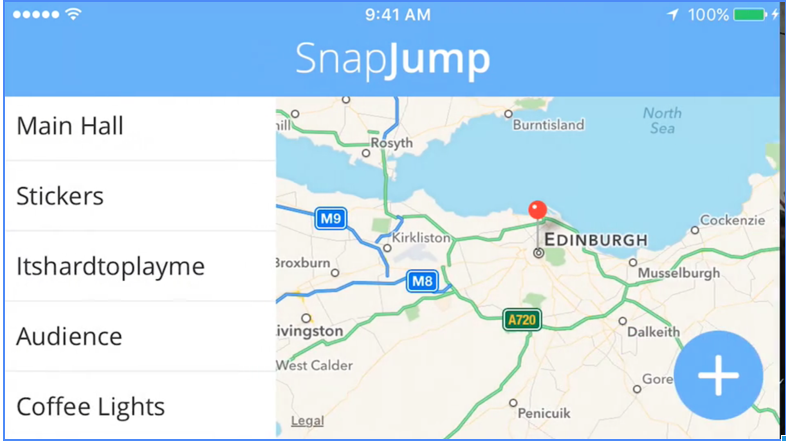 9:41 AM
100%
SnapJump
Main Hall
Stickers
Itshardtoplayme
Audience
Coffee Lights
hill
Rosyth
Burntisland
North
Sea
M9
Kirkliston
EDINBURGH
Cockenzie
Broxburn
M8
Musselburgh
ivingston
A720
Dalkeith
West Calder
Gore
Penicuik
Legal